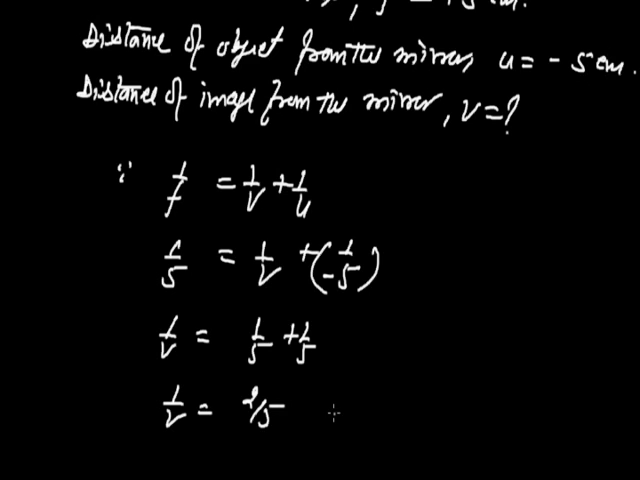 cm.
Distance of object from the mirror, u = - 5 cm.
Distance of image from the mirror, v = ?
∵ 1/f = 1/v + 1/u
1/5 = 1/v + (1/-5)
1/v = 1/5 + 1/5
1/v = 2/5